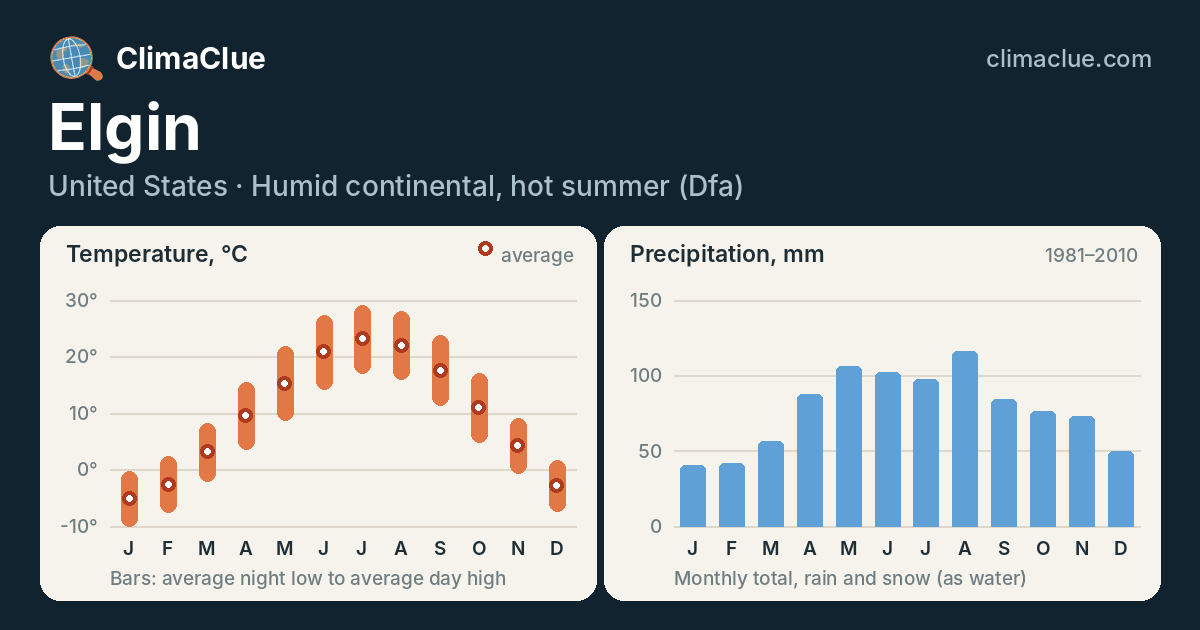 ClimaClue
climaclue.com
Elgin
United States · Humid continental, hot summer (Dfa)
Temperature, °C
average
30°
20°
10°
0°
-10°
J F M A M J J A S O N D
Bars: average night low to average day high
Precipitation, mm
1981–2010
150
100
50
0
J F M A M J J A S O N D
Monthly total, rain and snow (as water)